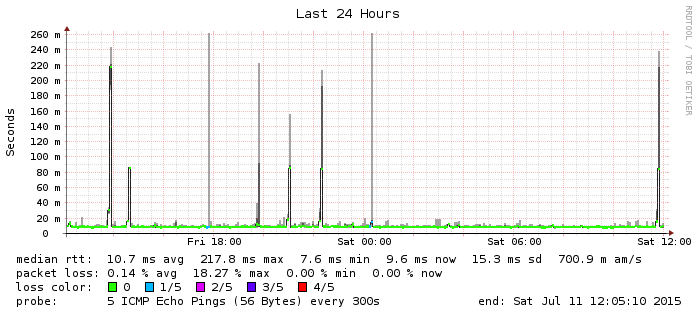 Last 24 Hours
RRDTOOL / TOBI OETIKER
Seconds
260 m
240 m
220 m
200 m
180 m
160 m
140 m
120 m
100 m
80 m
60 m
40 m
20 m
0
Fri 18:00 Sat 00:00 Sat 06:00 Sat 12:00
median rtt: 10.7 ms avg 217.8 ms max 7.6 ms min 9.6 ms now 15.3 ms sd 700.9 m am/s
packet loss: 0.14 % avg 18.27 % max 0.00 % min 0.00 % now
loss color: 0 1/5 2/5 3/5 4/5
probe: 5 ICMP Echo Pings (56 Bytes) every 300s end: Sat Jul 11 12:05:10 2015